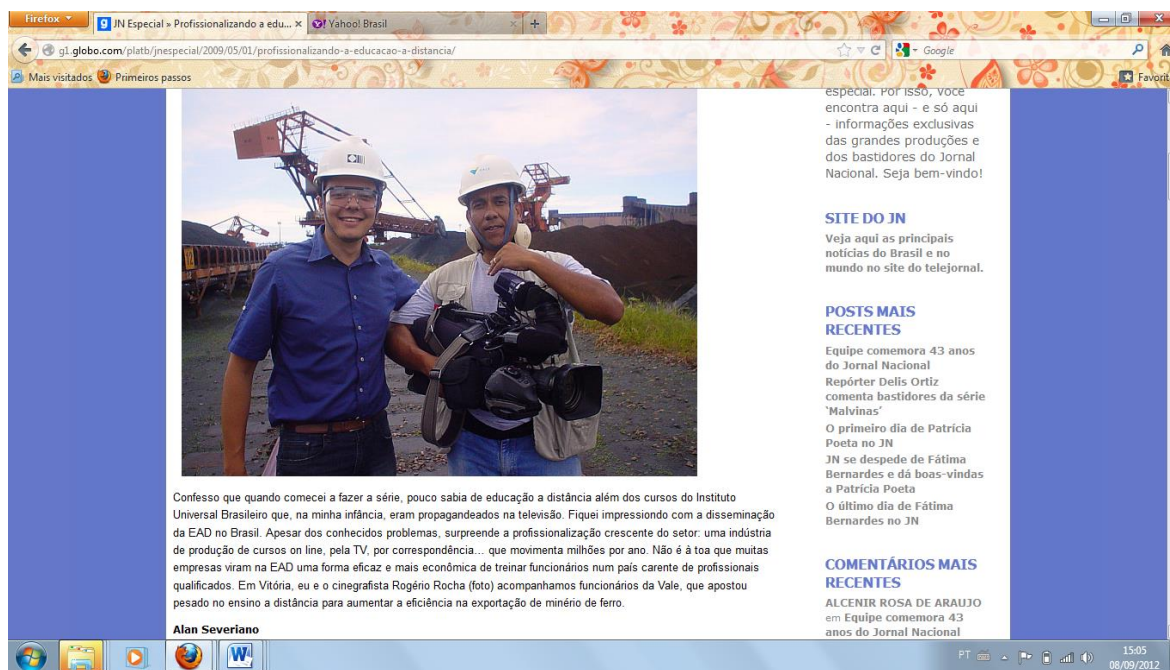 Firefox
JN Especial » Profissionalizando a edu...
Yahoo! Brasil
g1.globo.com/platb/jnespecial/2009/05/01/profissionalizando-a-educacao-a-distancia/
Google
Mais visitados
Primeiros passos
Favorit
especial. Por isso, você
encontra aqui - e só aqui
- informações exclusivas
das grandes produções e
dos bastidores do Jornal
Nacional. Seja bem-vindo!
SITE DO JN
Veja aqui as principais
notícias do Brasil e no
mundo no site do telejornal.
POSTS MAIS
RECENTES
Equipe comemora 43 anos
do Jornal Nacional
Repórter Delis Ortiz
comenta bastidores da série
‘Malvinas’
O primeiro dia de Patrícia
Poeta no JN
JN se despede de Fátima
Bernardes e dá boas-vindas
a Patrícia Poeta
O último dia de Fátima
Bernardes no JN
COMENTÁRIOS MAIS
RECENTES
ALCENIR ROSA DE ARAUJO
em Equipe comemora 43
anos do Jornal Nacional
Confesso que quando comecei a fazer a série, pouco sabia de educação a distância além dos cursos do Instituto
Universal Brasileiro que, na minha infância, eram propagandeados na televisão. Fiquei impressiondo com a disseminação
da EAD no Brasil. Apesar dos conhecidos problemas, surpreende a profissionalização crescente do setor: uma indústria
de produção de cursos on line, pela TV, por correspondência... que movimenta milhões por ano. Não é à toa que muitas
empresas viram na EAD uma forma eficaz e mais econômica de treinar funcionários num país carente de profissionais
qualificados. Em Vitória, eu e o cinegrafista Rogério Rocha (foto) acompanhamos funcionários da Vale, que apostou
pesado no ensino a distância para aumentar a eficiência na exportação de minério de ferro.
Alan Severiano
PT
15:05
08/09/2012